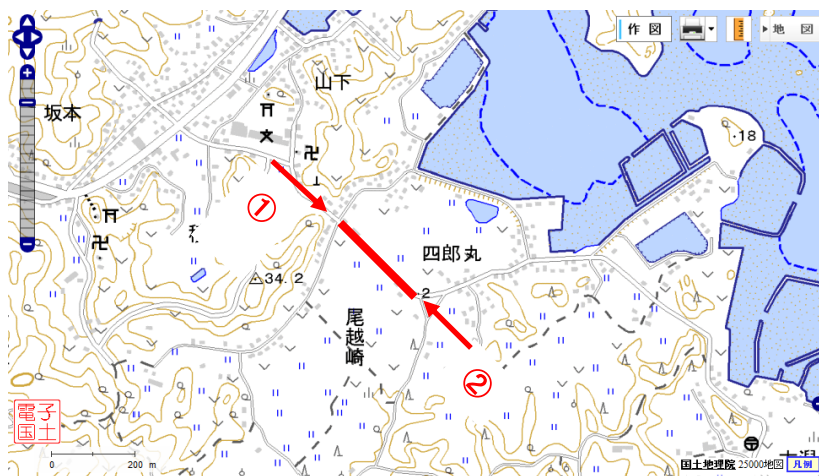 作図
地図
山下
坂本
文
18
①
四郎丸
34.2
2
尾越崎
②
電子
国土
0 200 m
国土地理院 25000地図 凡例